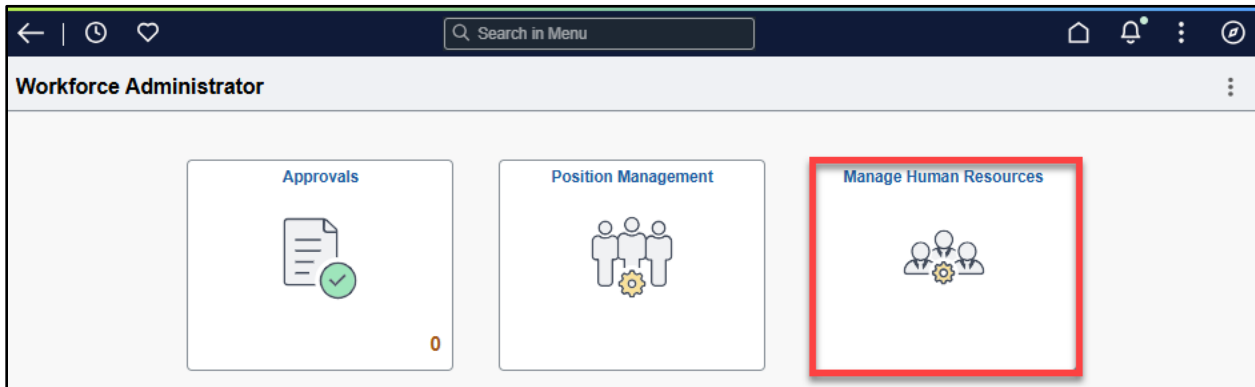 Search in Menu
Workforce Administrator
Approvals
Position Management
Manage Human Resources
0